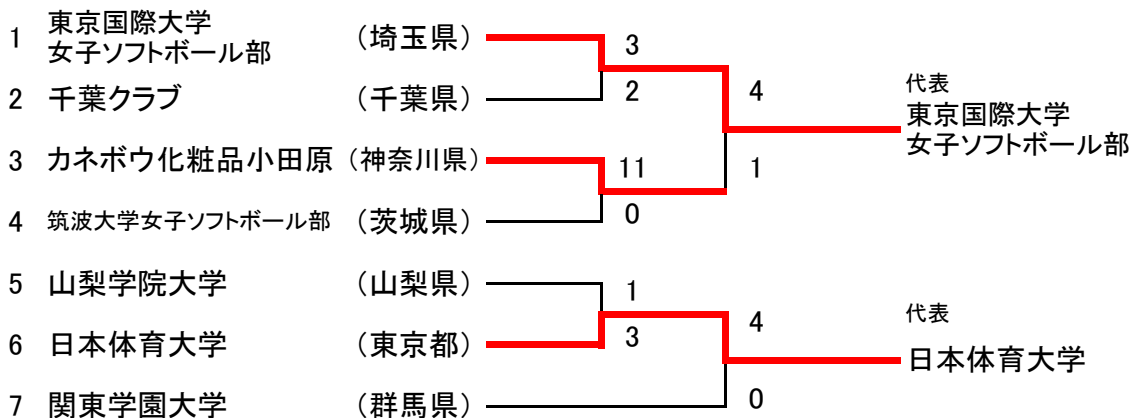 1 東京国際大学
女子ソフトボール部 （埼玉県） 3
2 千葉クラブ （千葉県） 2
4
代表
東京国際大学
女子ソフトボール部
3 カネボウ化粧品小田原 （神奈川県） 11
1
4 筑波大学女子ソフトボール部 （茨城県） 0
5 山梨学院大学 （山梨県） 1
6 日本体育大学 （東京都） 3
4
代表
日本体育大学
7 関東学園大学 （群馬県） 0